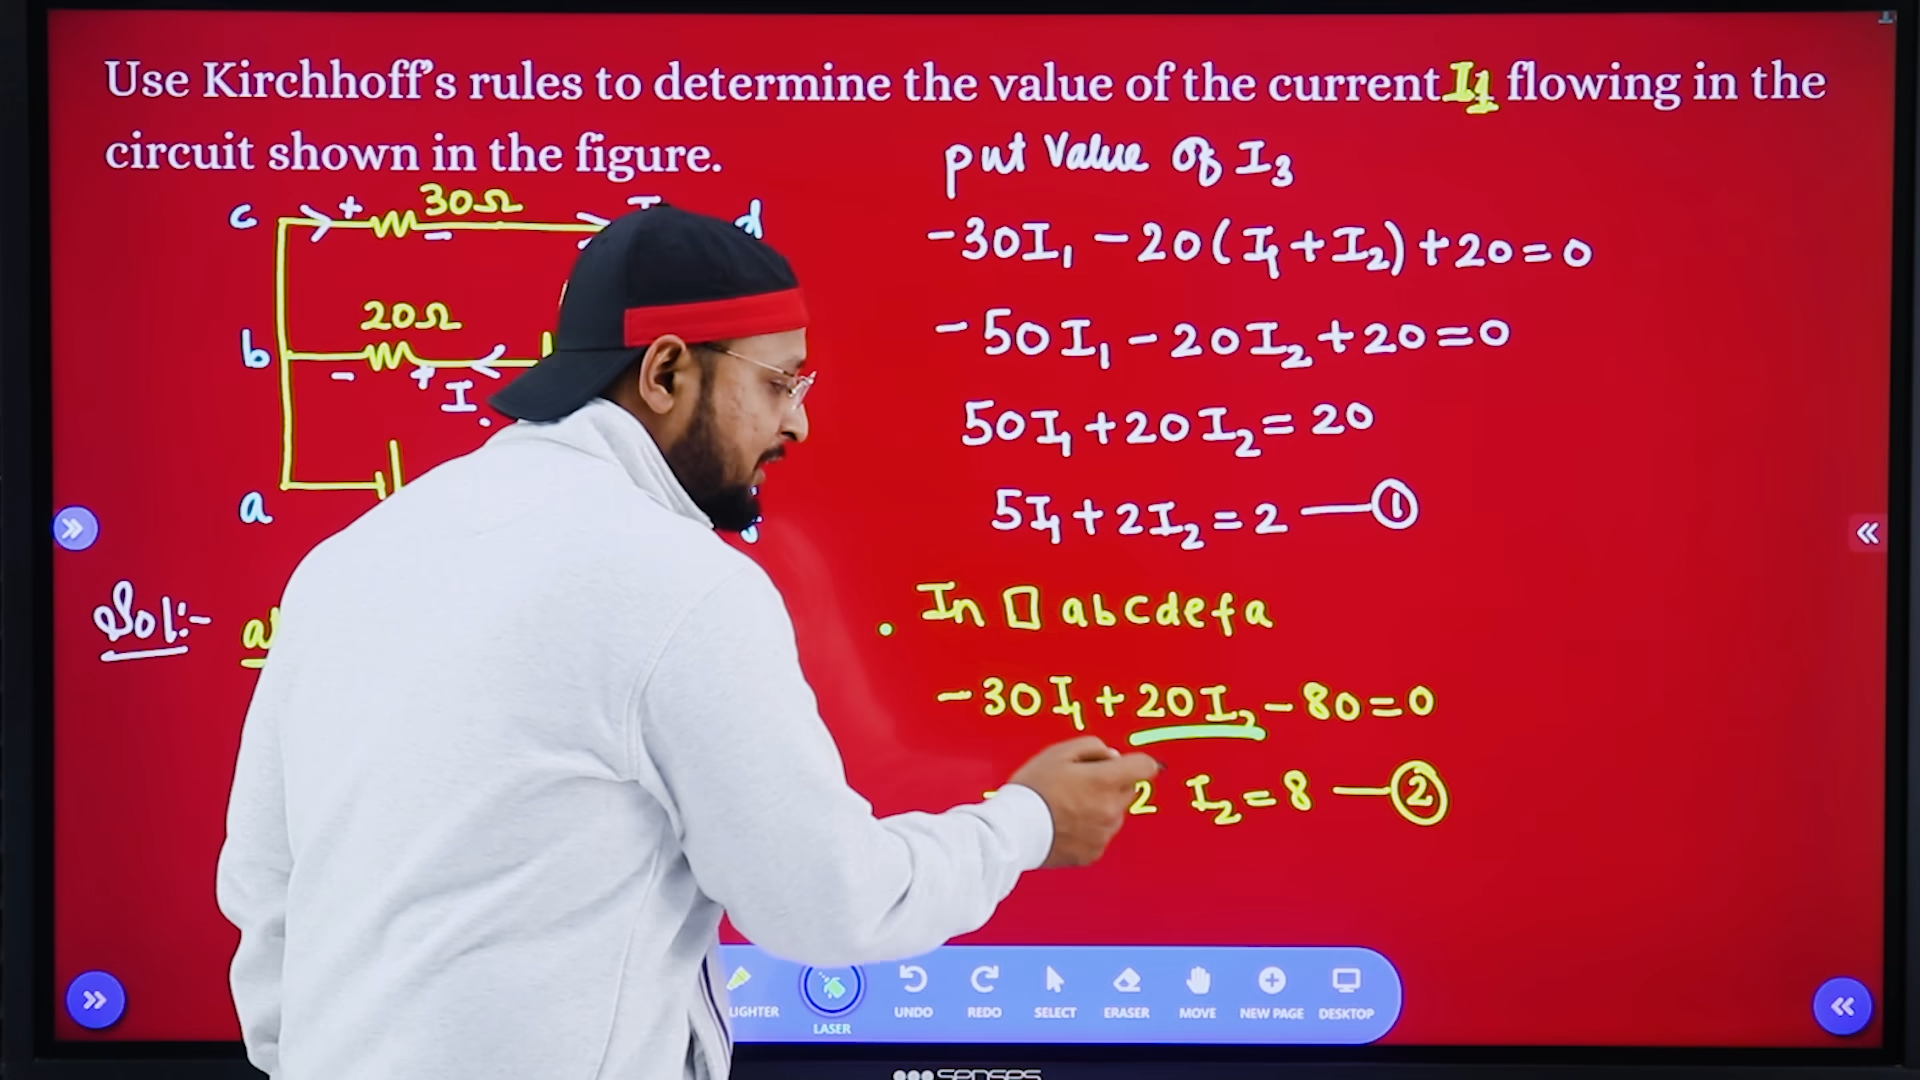 Use Kirchhoff's rules to determine the value of the current I₁ flowing in the
circuit shown in the figure.
c + 30Ω − d
b 20Ω − + I
a
Sol:-
put Value of I₃
-30I₁ -20(I₁+I₂)+20=0
-50I₁-20I₂+20=0
50I₁+20I₂=20
5I₁+2I₂=2 — ①
. In □ abcdefa
-30I₁+20I₂-80=0
2 I₂=8 — ②
LIGHTER LASER UNDO REDO SELECT ERASER MOVE NEW PAGE DESKTOP
senses